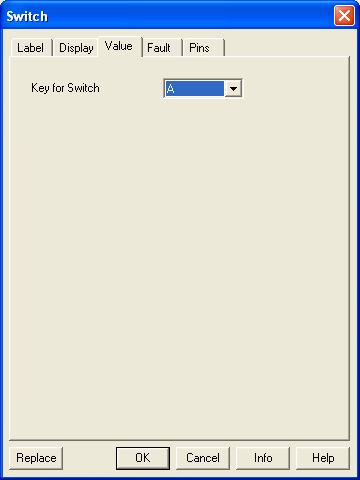 Switch
Label Display Value Fault Pins
Key for Switch A
Replace OK Cancel Info Help